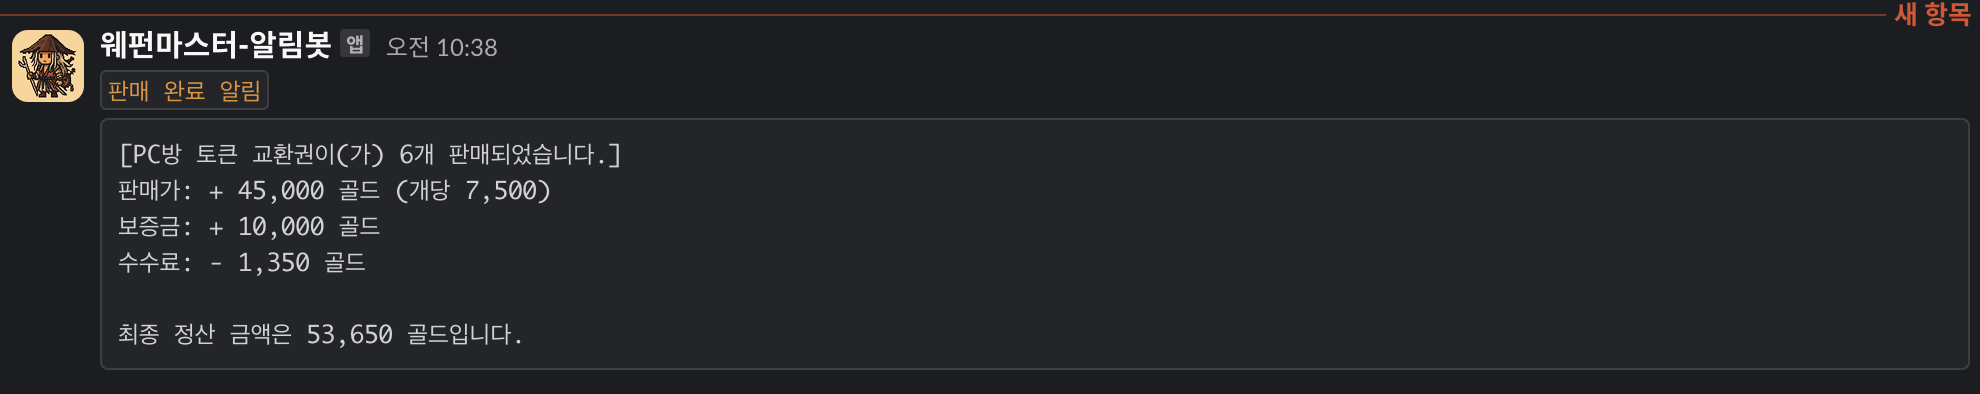 새 항목
웨펀마스터-알림봇 앱 오전 10:38
판매 완료 알림
[PC방 토큰 교환권이(가) 6개 판매되었습니다.]
판매가: + 45,000 골드 (개당 7,500)
보증금: + 10,000 골드
수수료: - 1,350 골드
최종 정산 금액은 53,650 골드입니다.